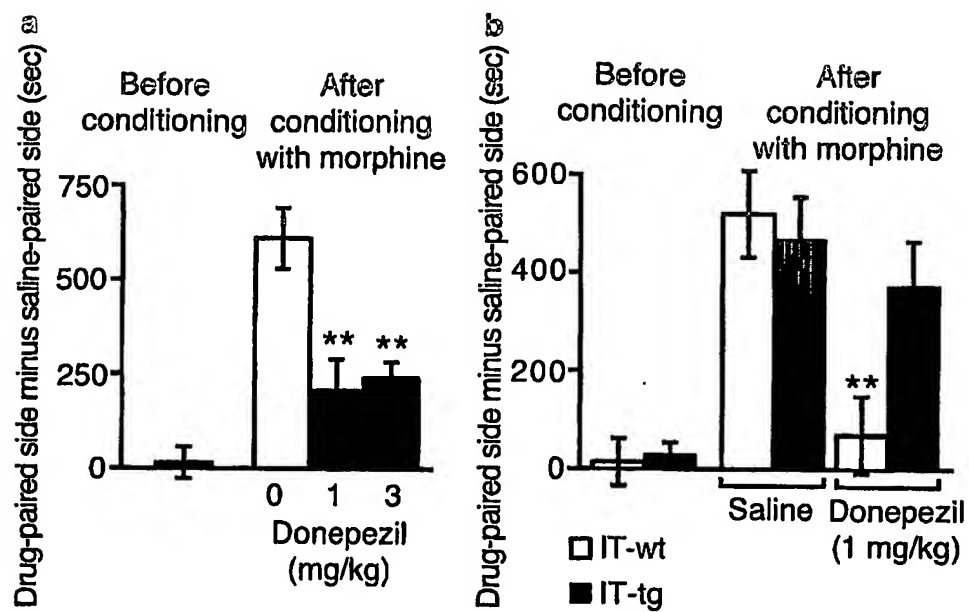 a
Drug-paired side minus saline-paired side (sec)
Before
conditioning
After
conditioning
with morphine
750
500
250
0
** **
0 1 3
Donepezil
(mg/kg)
b
Drug-paired side minus saline-paired side (sec)
Before
conditioning
After
conditioning
with morphine
600
400
200
0
**
Saline Donepezil
(1 mg/kg)
IT-wt
IT-tg